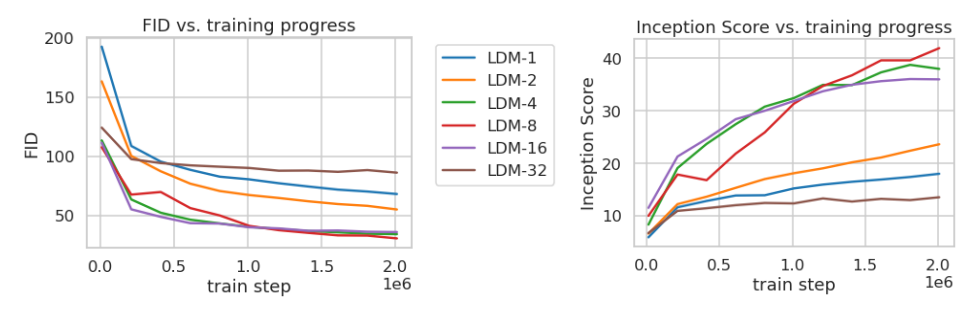 FID vs. training progress
200
150
100
50
FID
0.0 0.5 1.0 1.5 2.0
1e6
train step
LDM-1
LDM-2
LDM-4
LDM-8
LDM-16
LDM-32
Inception Score vs. training progress
40
30
20
10
Inception Score
0.0 0.5 1.0 1.5 2.0
1e6
train step